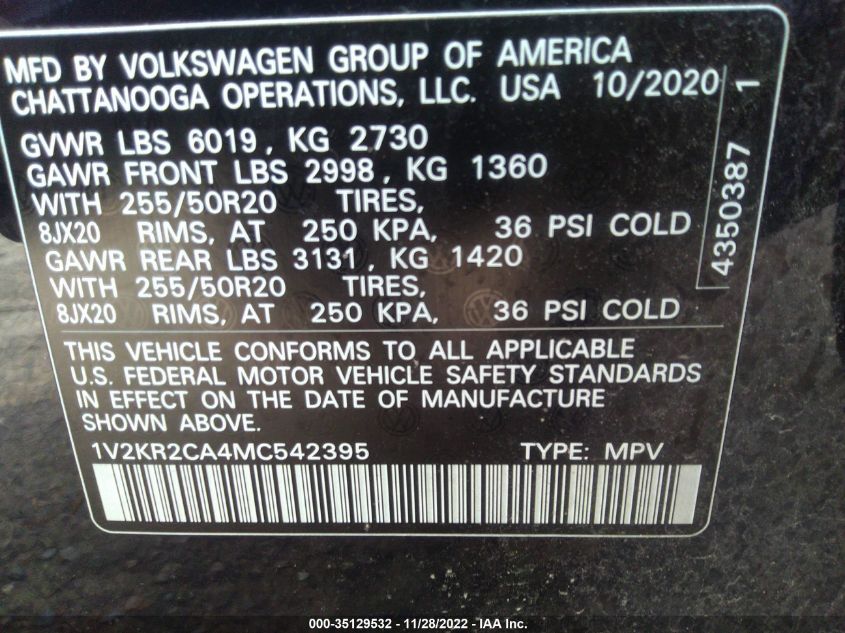 MFD BY VOLKSWAGEN GROUP OF AMERICA
CHATTANOOGA OPERATIONS, LLC. USA 10/2020
GVWR LBS 6019, KG 2730
GAWR FRONT LBS 2998, KG 1360
WITH 255/50R20 TIRES,
8JX20 RIMS, AT 250 KPA, 36 PSI COLD
GAWR REAR LBS 3131, KG 1420
WITH 255/50R20 TIRES,
8JX20 RIMS, AT 250 KPA, 36 PSI COLD
4350387 1
THIS VEHICLE CONFORMS TO ALL APPLICABLE
U.S. FEDERAL MOTOR VEHICLE SAFETY STANDARDS
IN EFFECT ON THE DATE OF MANUFACTURE
SHOWN ABOVE.
1V2KR2CA4MC542395 TYPE: MPV
000-35129532 - 11/28/2022 - IAA Inc.